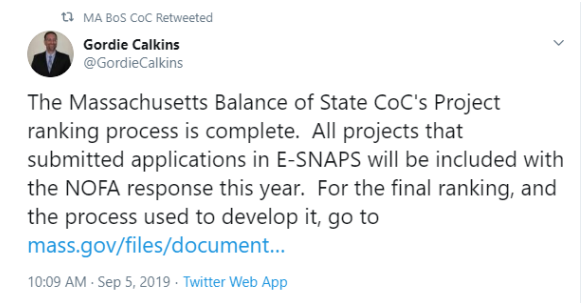 MA BoS CoC Retweeted
Gordie Calkins
@GordieCalkins
The Massachusetts Balance of State CoC's Project
ranking process is complete.  All projects that
submitted applications in E-SNAPS will be included with
the NOFA response this year.  For the final ranking, and
the process used to develop it, go to
mass.gov/files/document...
10:09 AM · Sep 5, 2019 · Twitter Web App